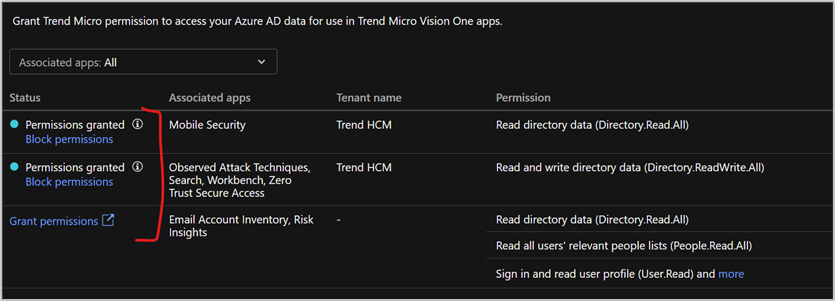 Grant Trend Micro permission to access your Azure AD data for use in Trend Micro Vision One apps.
Associated apps: All
Status Associated apps Tenant name Permission
Permissions granted Mobile Security Trend HCM Read directory data (Directory.Read.All)
Block permissions
Permissions granted Observed Attack Techniques, Trend HCM Read and write directory data (Directory.ReadWrite.All)
Block permissions Search, Workbench, Zero
Trust Secure Access
Grant permissions Email Account Inventory, Risk - Read directory data (Directory.Read.All)
Insights
Read all users' relevant people lists (People.Read.All)
Sign in and read user profile (User.Read) and more